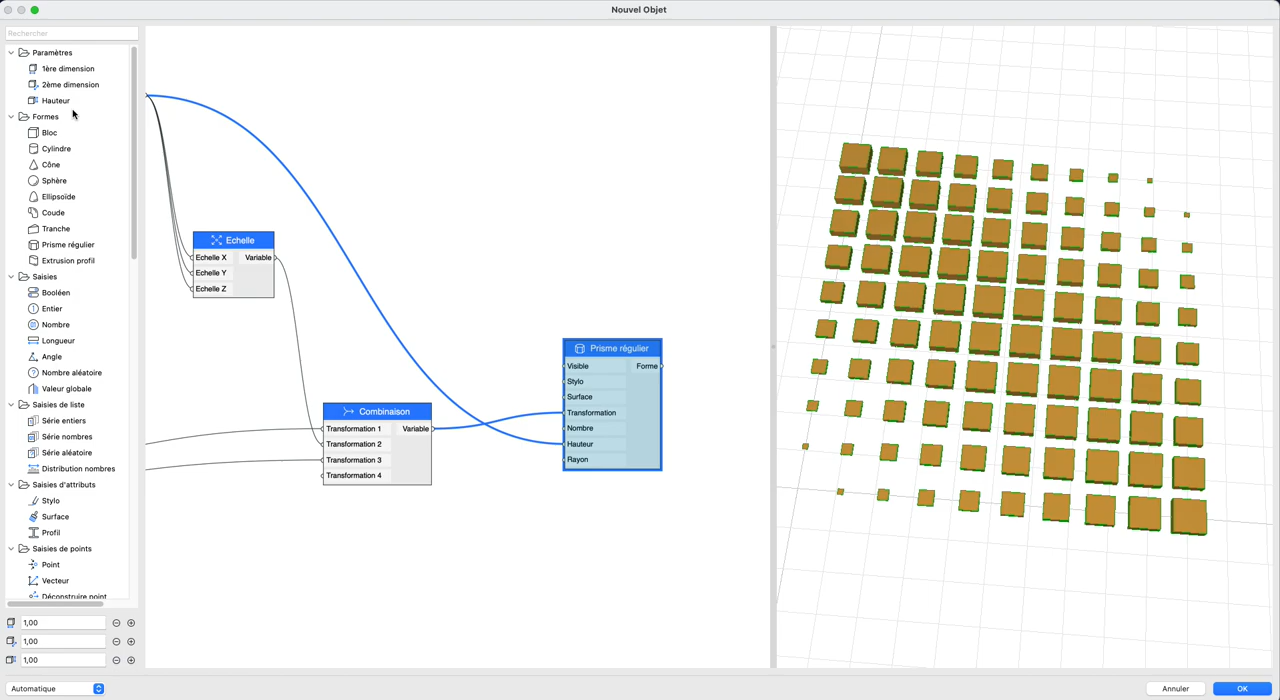 Nouvel Objet
Rechercher
Paramètres
1ère dimension
2ème dimension
Hauteur
Formes
Bloc
Cylindre
Cône
Sphère
Ellipsoïde
Coude
Tranche
Prisme régulier
Extrusion profil
Saisies
Booléen
Entier
Nombre
Longueur
Angle
Nombre aléatoire
Valeur globale
Saisies de liste
Série entiers
Série nombres
Série aléatoire
Distribution nombres
Saisies d'attributs
Stylo
Surface
Profil
Saisies de points
Point
Vecteur
Déconstruire point
1,00
1,00
1,00
Automatique
Echelle
Echelle X Variable
Echelle Y
Echelle Z
Combinaison
Transformation 1 Variable
Transformation 2
Transformation 3
Transformation 4
Prisme régulier
Visible Forme
Stylo
Surface
Transformation
Nombre
Hauteur
Rayon
Annuler
OK